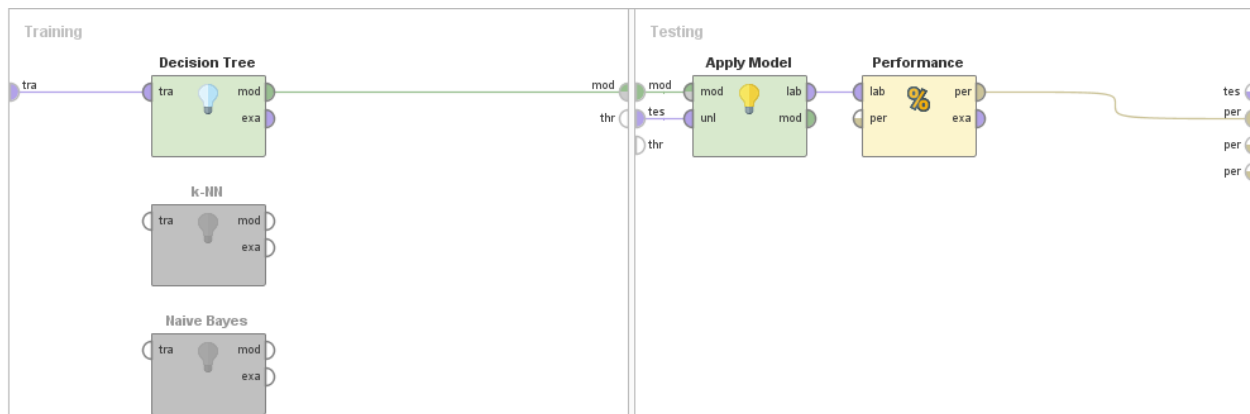 Training
Decision Tree
tra
tra
mod
exa
mod
thr
k-NN
tra
mod
exa
Naive Bayes
tra
mod
exa
Testing
mod
tes
thr
Apply Model
mod
lab
unl
mod
Performance
%
lab
per
per
exa
tes
per
per
per